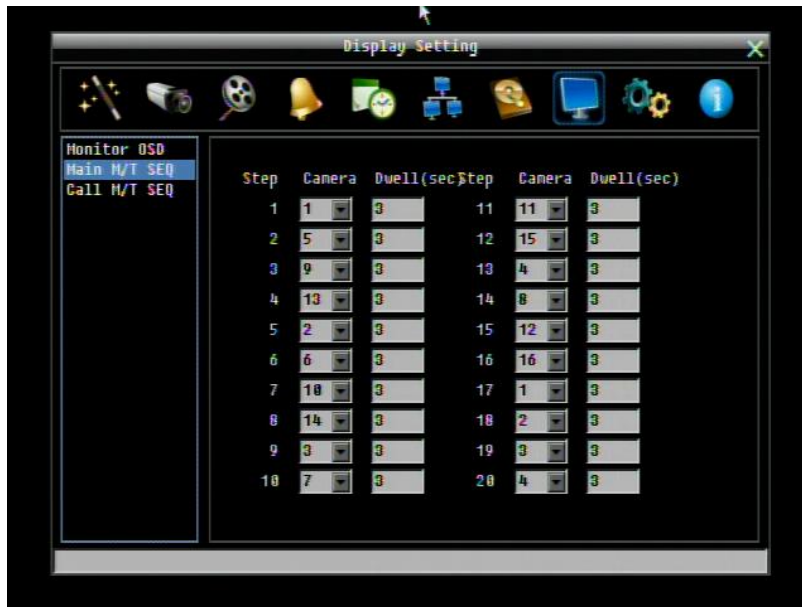 Display Setting
X
Monitor OSD
Main M/T SEQ
Call M/T SEQ
Step Camera Dwell(sec) Step Camera Dwell(sec)
1 1 3 11 11 3
2 5 3 12 15 3
3 9 3 13 4 3
4 13 3 14 8 3
5 2 3 15 12 3
6 6 3 16 16 3
7 10 3 17 1 3
8 14 3 18 2 3
9 3 3 19 3 3
10 7 3 20 4 3